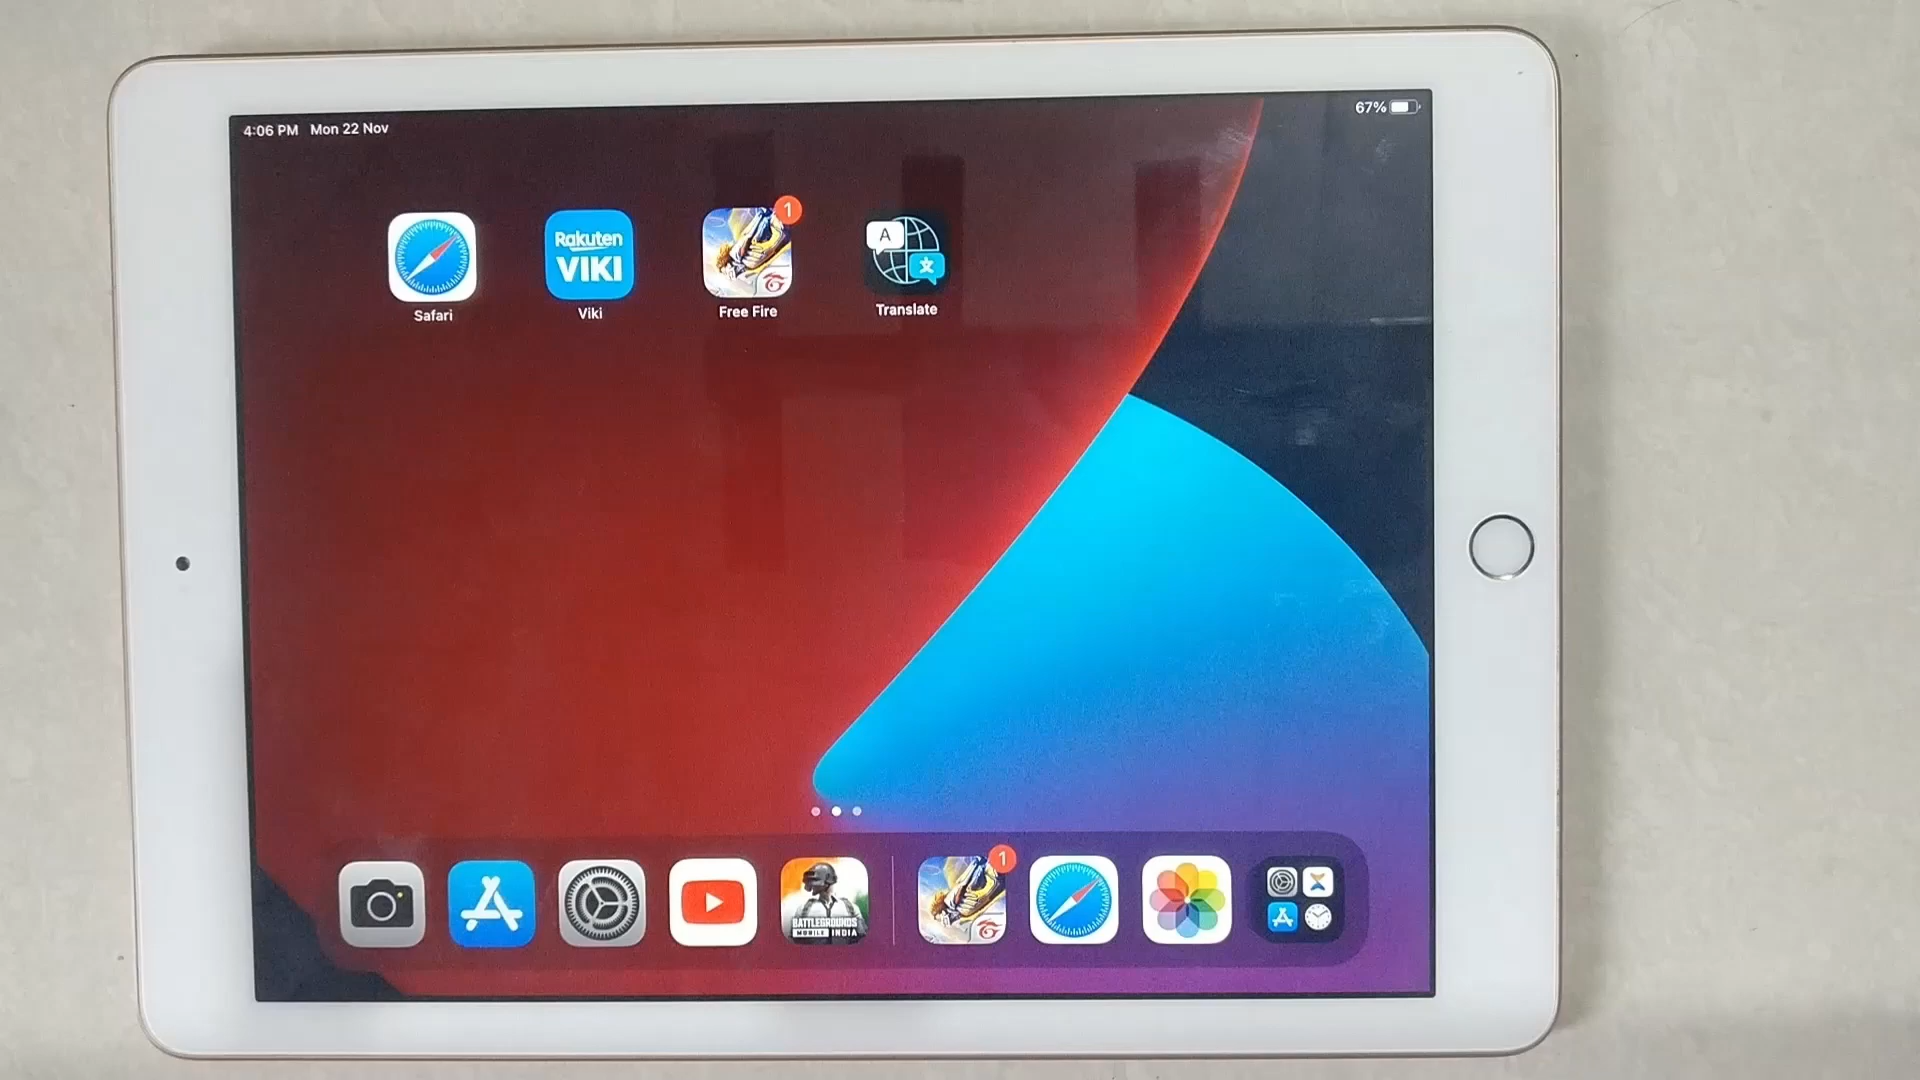 4:06 PM Mon 22 Nov
67%
Rakuten
VIKI
1
A
文
Safari
Viki
Free Fire
Translate
1
BATTLEGROUNDS
MOBILE INDIA